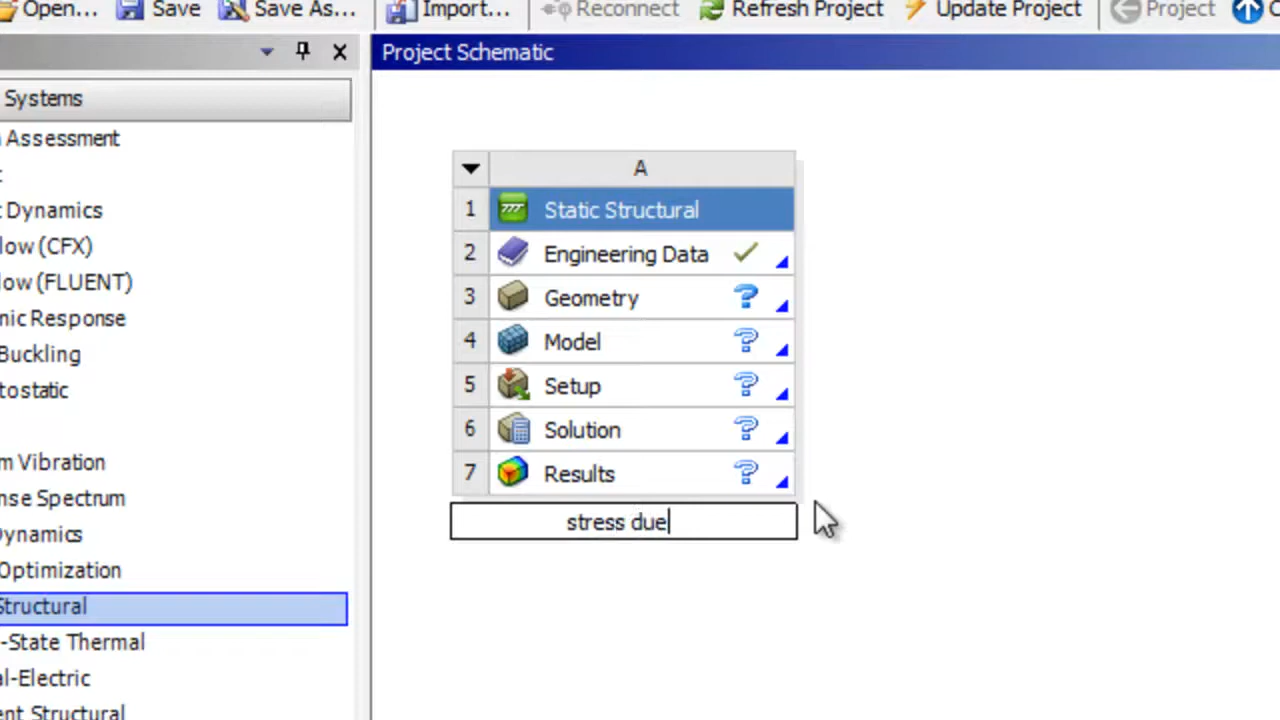 Open... Save Save As... Import... Reconnect Refresh Project Update Project Project
Project Schematic
Systems
Assessment
Dynamics
low (CFX)
low (FLUENT)
nic Response
Buckling
tostatic
m Vibration
nse Spectrum
Dynamics
Optimization
Structural
-State Thermal
al-Electric
ent Structural
A
1 Static Structural
2 Engineering Data
3 Geometry
4 Model
5 Setup
6 Solution
7 Results
stress due